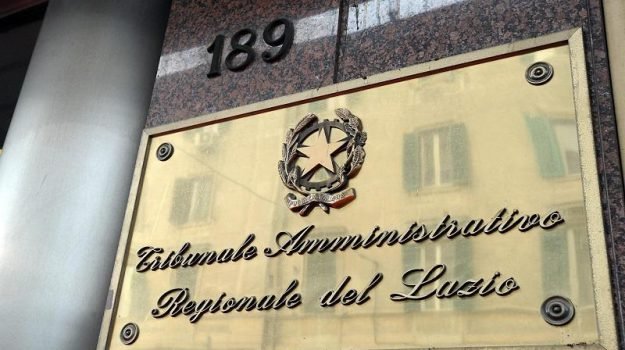 189
Tribunale Amministrativo
Regionale del Lazio